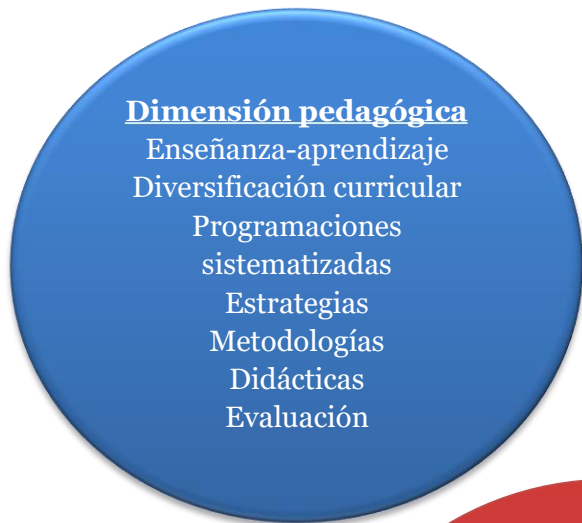 Dimensión pedagógica
Enseñanza-aprendizaje
Diversificación curricular
Programaciones
sistematizadas
Estrategias
Metodologías
Didácticas
Evaluación